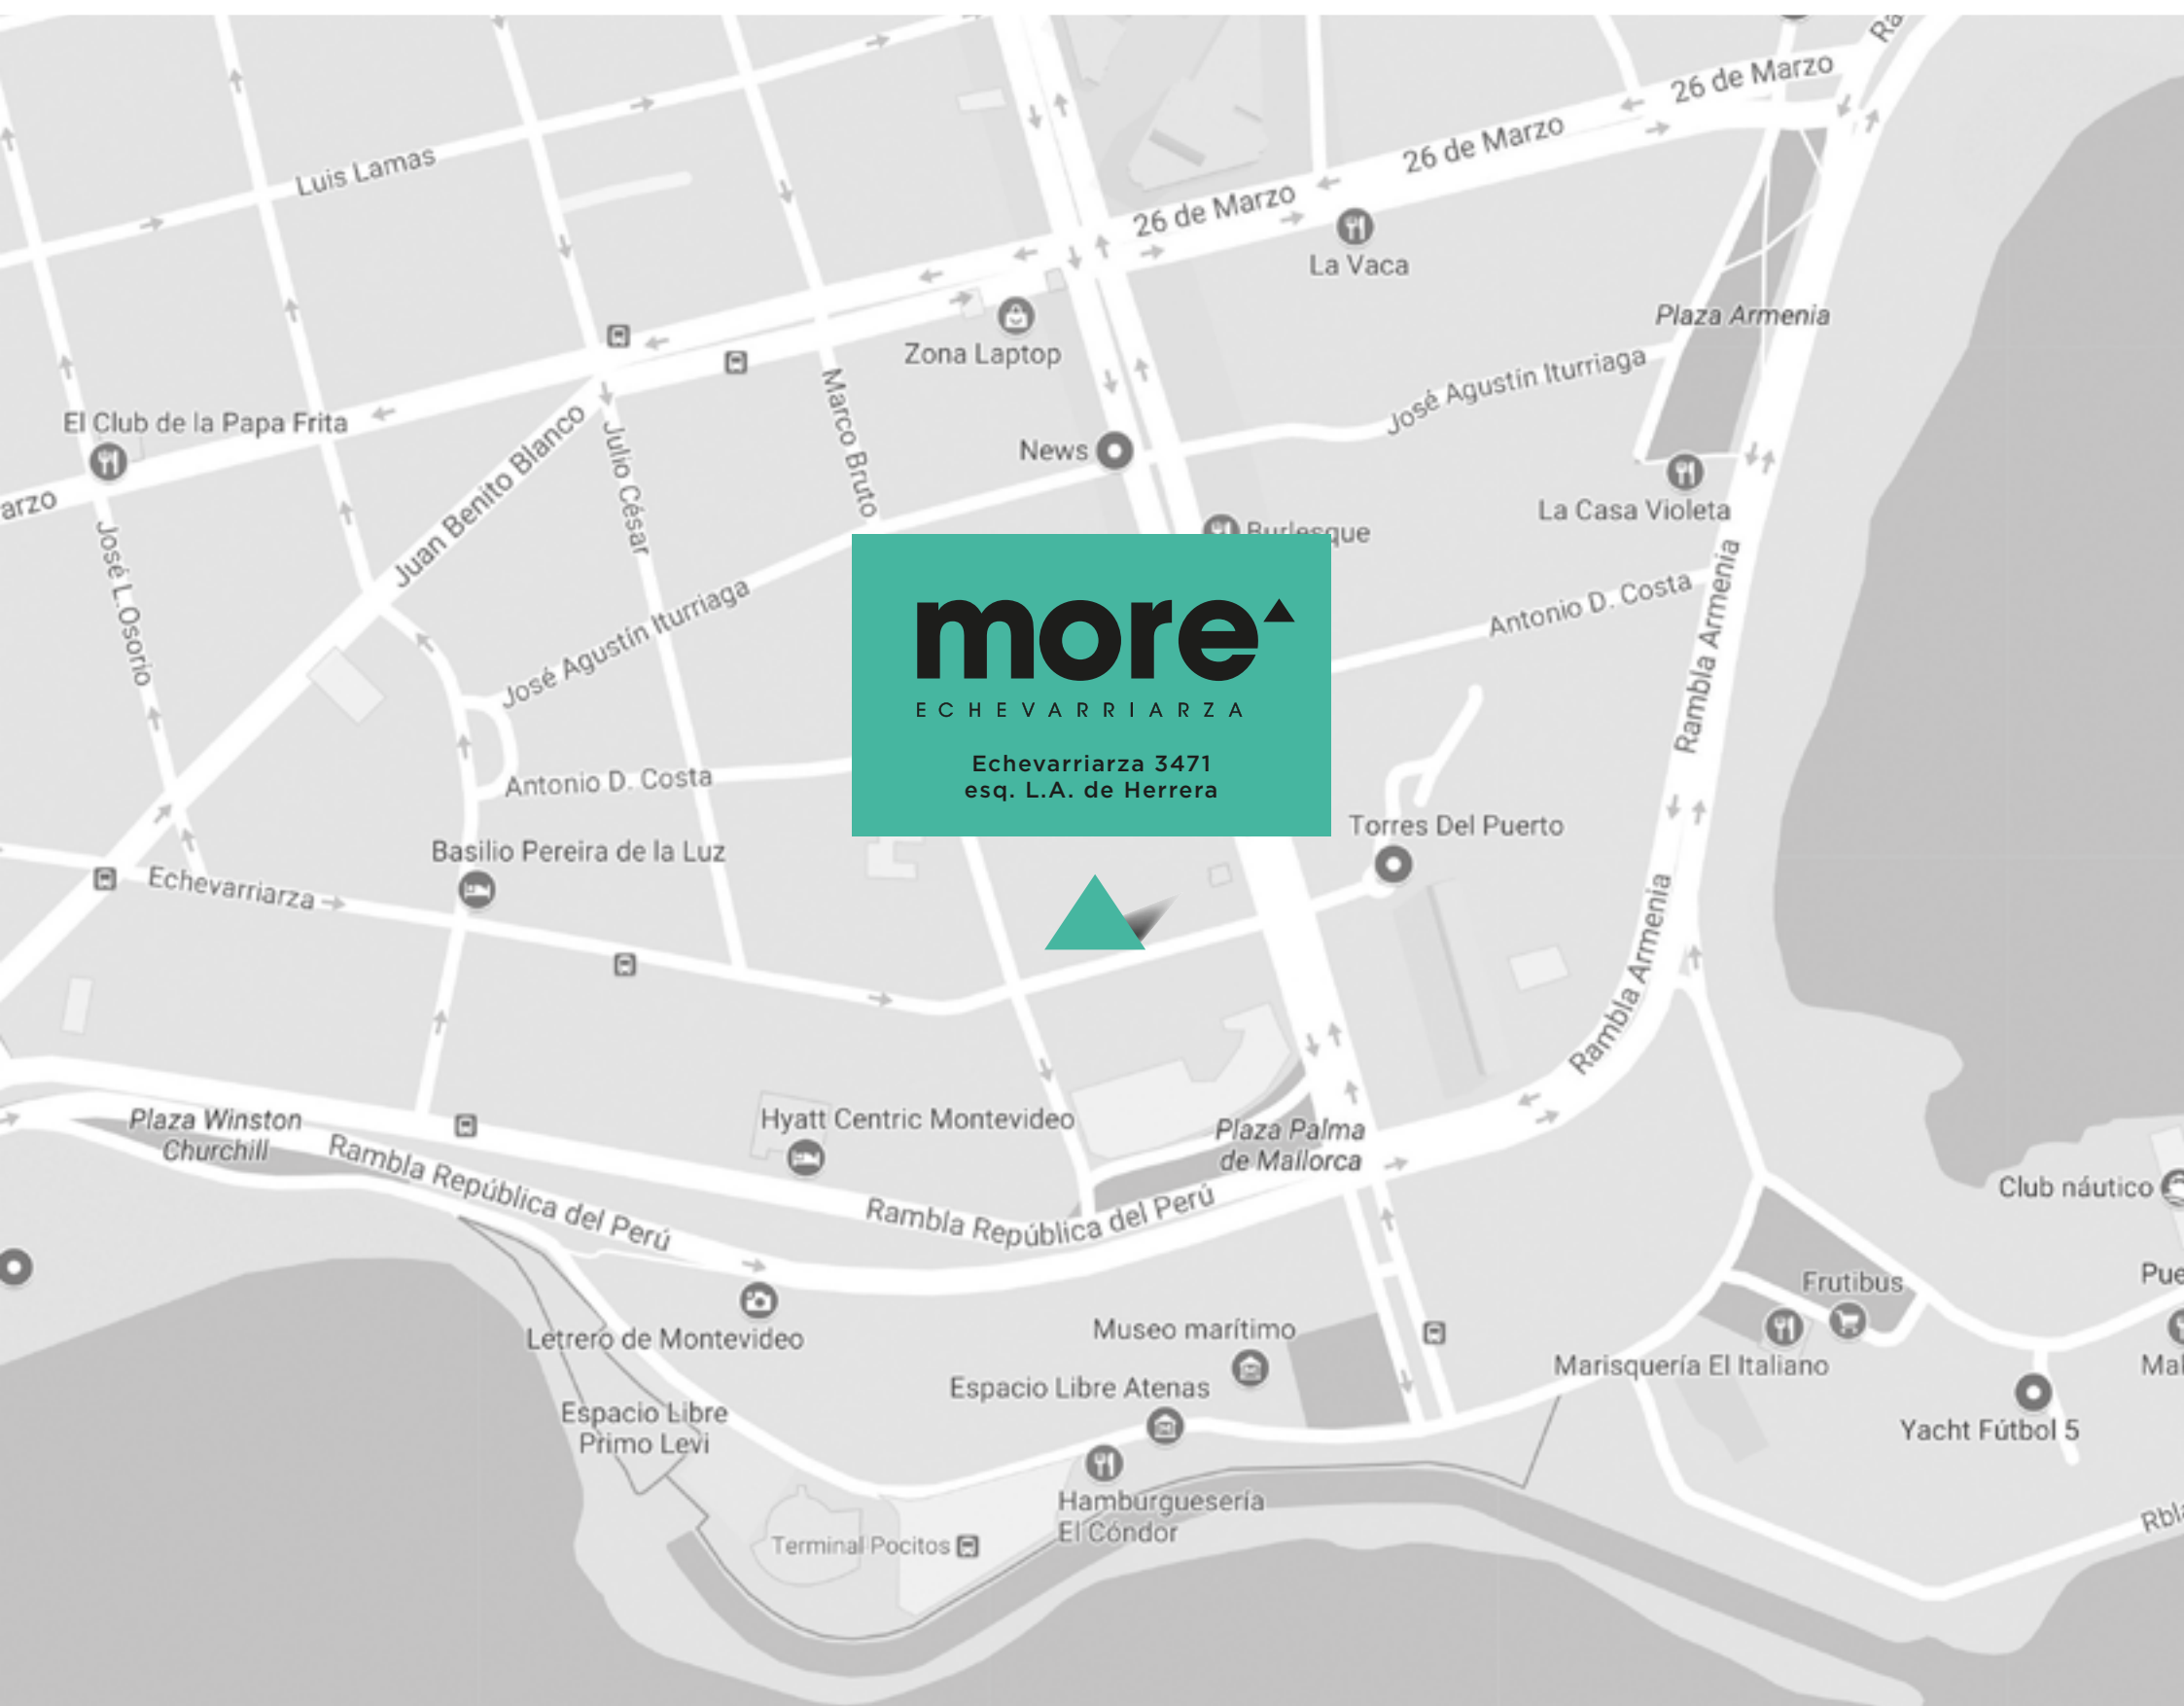 Ra
26 de Marzo
26 de Marzo
Luis Lamas
26 de Marzo
La Vaca
Plaza Armenia
Zona Laptop
José Agustín Iturriaga
Marco Bruto
El Club de la Papa Frita
Juan Benito Blanco
Julio César
News
arzo
La Casa Violeta
Burlesque
José L.Osorio
more
ECHEVARRIARZA
Echevarriarza 3471
esq. L.A. de Herrera
José Agustín Iturriaga
Antonio D. Costa
Rambla Armenia
Antonio D. Costa
Torres Del Puerto
Basilio Pereira de la Luz
Echevarriarza
Rambla Armenia
Plaza Winston
Churchill
Hyatt Centric Montevideo
Plaza Palma
de Mallorca
Rambla República del Perú
Rambla República del Perú
Club náutico
Letrero de Montevideo
Museo marítimo
Frutibus
Pue
Espacio Libre Atenas
Marisquería El Italiano
Mal
Espacio Libre
Primo Levi
Yacht Fútbol 5
Hamburguesería
El Cóndor
Terminal Pocitos
Rbla